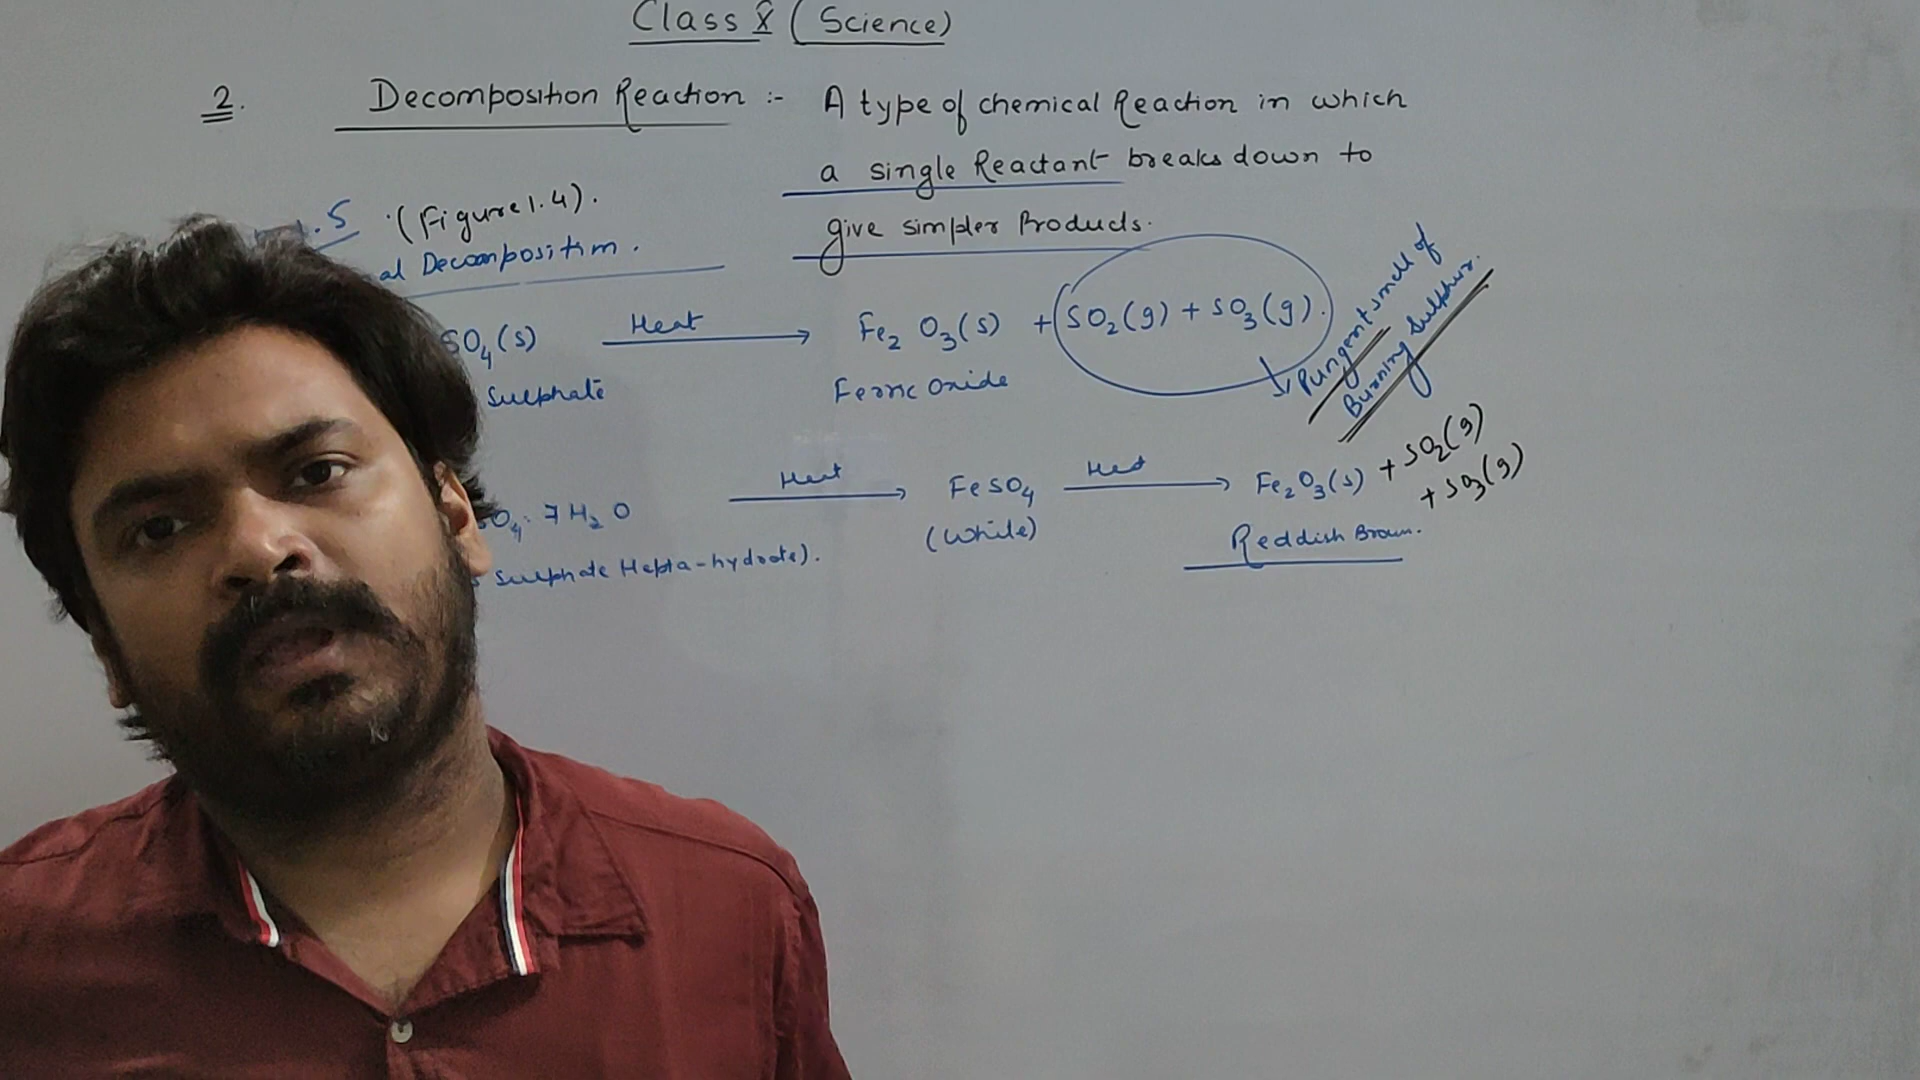 Class X (Science)
2. Decomposition Reaction :- A type of chemical Reaction in which
a single Reactant breaks down to
give simpler Products.
1.5 (Figure 1.4).
al Decomposition.
SO₄(s) Heat → Fe₂O₃(s) + SO₂(g) + SO₃(g).
Sulphate Ferric Oxide
Pungent smell of
Burning Sulphur.
SO₄.7H₂O Heat → FeSO₄ Heat → Fe₂O₃(s) + SO₂(g)
+ SO₃(g)
(White) Reddish Brown.
Sulphate Hepta-hydrate).